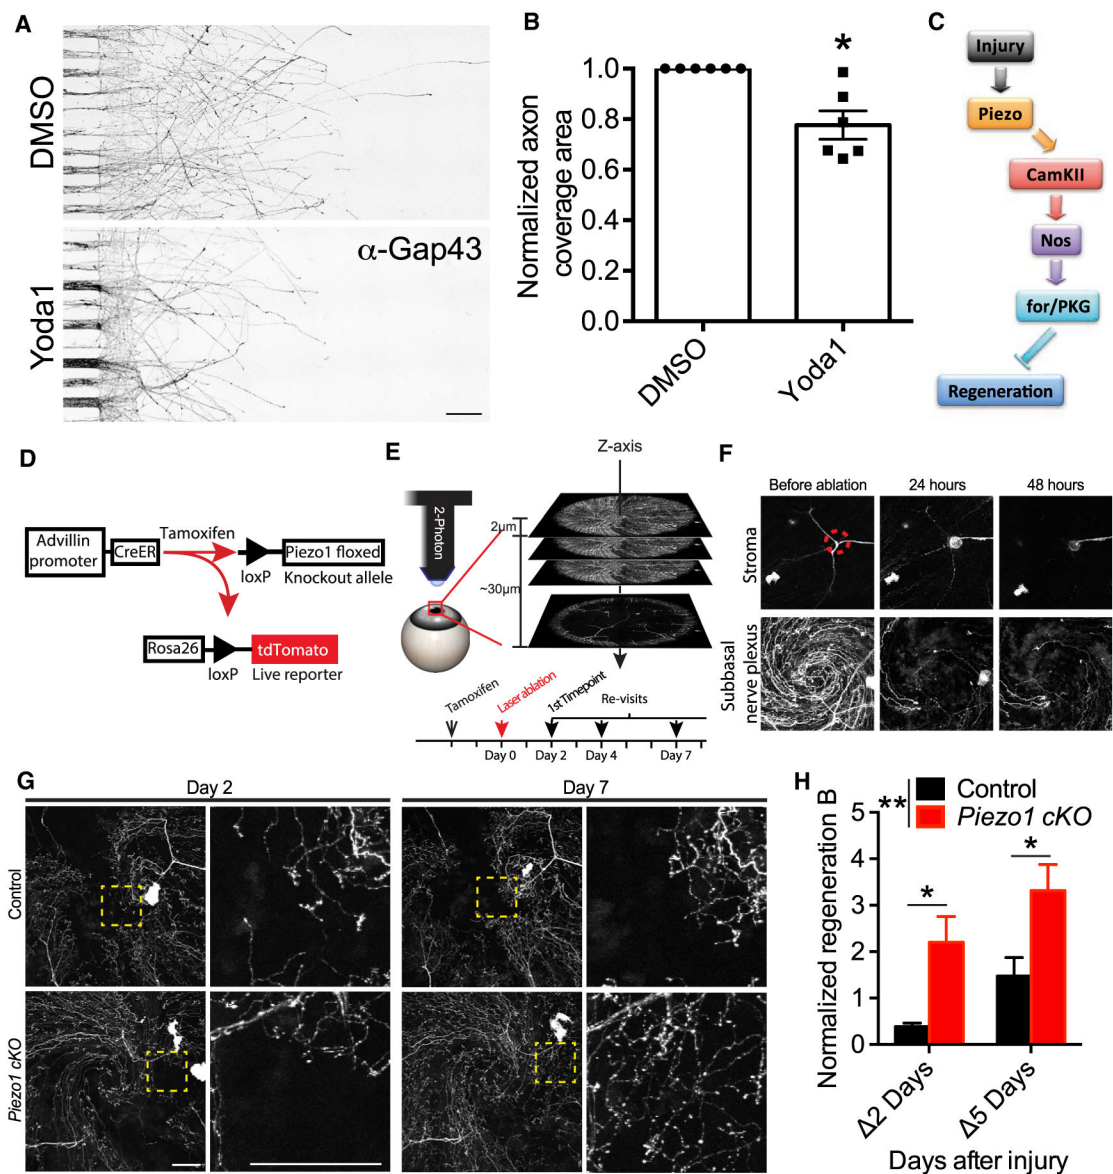 A
DMSO
Yoda1
α-Gap43
B
*
Normalized axon
coverage area
1.0
0.8
0.6
0.4
0.2
0.0
DMSO
Yoda1
C
Injury
Piezo
CamKII
Nos
for/PKG
Regeneration
D
Advillin
promoter
CreER
Tamoxifen
loxP
Piezo1 floxed
Knockout allele
Rosa26
loxP
tdTomato
Live reporter
E
Z-axis
2-Photon
2μm
~30μm
Tamoxifen
Laser ablation
1st Timepoint
Re-visits
Day 0
Day 2
Day 4
Day 7
F
Before ablation
24 hours
48 hours
Stroma
Subbasal
nerve plexus
G
Day 2
Day 7
Control
Piezo1 cKO
H
**
Control
Piezo1 cKO
Normalized regeneration B
5
4
3
2
1
0
*
*
Δ2 Days
Δ5 Days
Days after injury